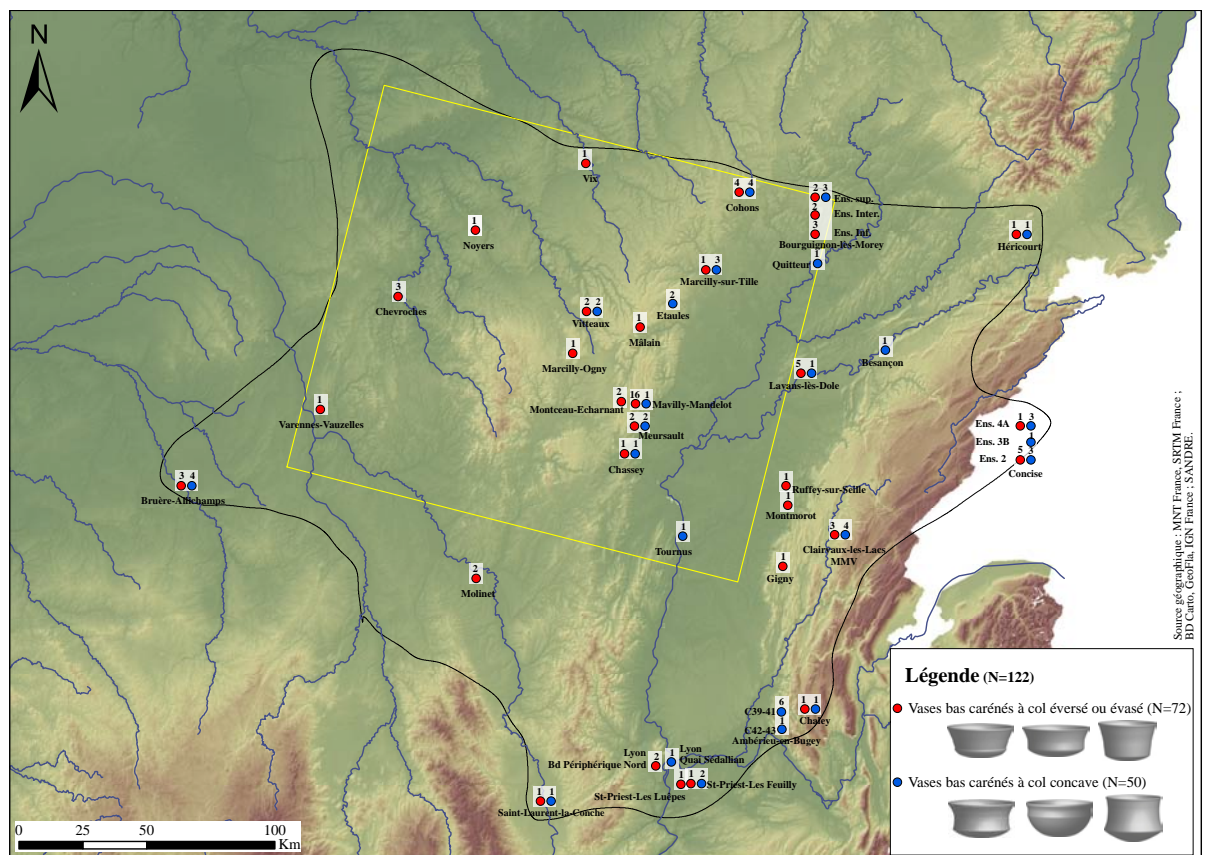 N
1
Vix
4 4
Cohons
2 3
Ens. sup.
2
Ens. Inter.
3
Ens. Inf.
Bourguignon-lès-Morey
1
Quitteur
1 1
Héricourt
1
Noyers
1 3
Marcilly-sur-Tille
3
Chevroches
2 2
Vitteaux
2
Etaules
1
Mâlain
1
Marcilly-Ogny
1
Besançon
5 1
Lavans-lès-Dole
2
Montceau-Echarnant
16 1
Mavilly-Mandelot
2 2
Meursault
1 1
Chassey
1
Varennes-Vauzelles
3 4
Bruère-Allichamps
Ens. 4A
1 3
Ens. 3B
1
Ens. 2
5 3
Concise
1
Ruffey-sur-Seille
1
Montmorot
1
Tournus
3 4
Clairvaux-les-Lacs
MMV
1
Gigny
2
Molinet
6
C39-41
1
C42-43
Ambérieu-en-Bugey
1 1
Chaley
Lyon
Bd Périphérique Nord
2
1
Lyon
Quai Sédallian
1 1 2
St-Priest-Les Luèpes
St-Priest-Les Feuilly
1 1
Saint-Laurent-la-Conche
0 25 50 100
Km
Source géographique : MNT France, SRTM France ;
BD Carto, GeoFla, IGN France ; SANDRE.
Légende (N=122)
Vases bas carénés à col éversé ou évasé (N=72)
Vases bas carénés à col concave (N=50)